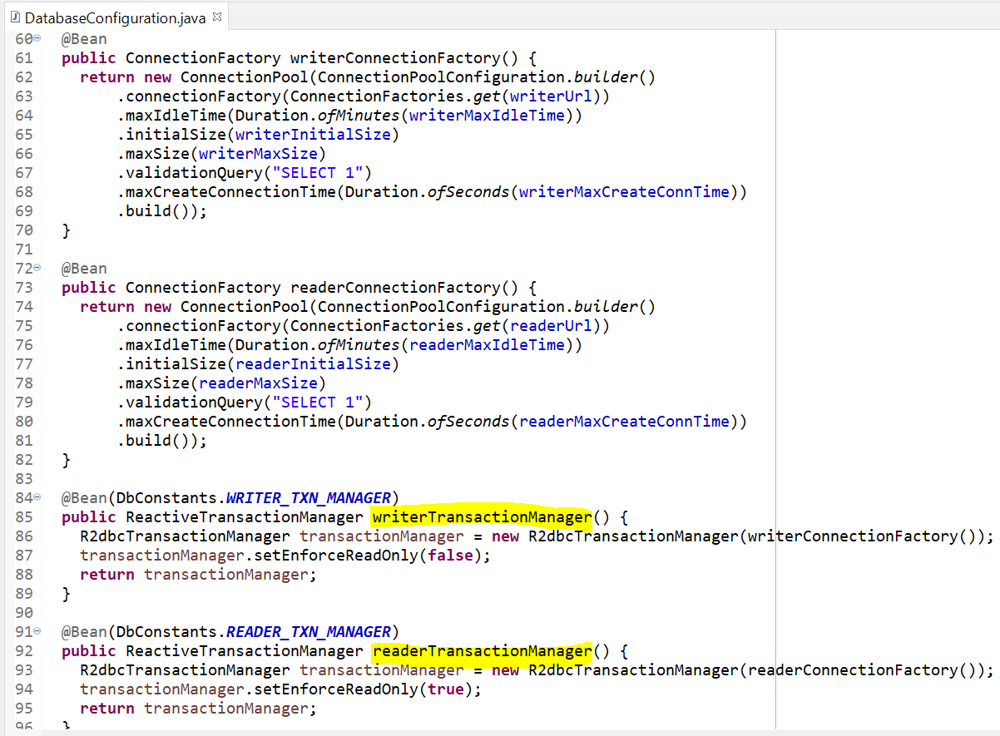 DatabaseConfiguration.java
60 @Bean
61 public ConnectionFactory writerConnectionFactory() {
62 return new ConnectionPool(ConnectionPoolConfiguration.builder()
63 .connectionFactory(ConnectionFactories.get(writerUrl))
64 .maxIdleTime(Duration.ofMinutes(writerMaxIdleTime))
65 .initialSize(writerInitialSize)
66 .maxSize(writerMaxSize)
67 .validationQuery("SELECT 1")
68 .maxCreateConnectionTime(Duration.ofSeconds(writerMaxCreateConnTime))
69 .build());
70 }
71
72 @Bean
73 public ConnectionFactory readerConnectionFactory() {
74 return new ConnectionPool(ConnectionPoolConfiguration.builder()
75 .connectionFactory(ConnectionFactories.get(readerUrl))
76 .maxIdleTime(Duration.ofMinutes(readerMaxIdleTime))
77 .initialSize(readerInitialSize)
78 .maxSize(readerMaxSize)
79 .validationQuery("SELECT 1")
80 .maxCreateConnectionTime(Duration.ofSeconds(readerMaxCreateConnTime))
81 .build());
82 }
83
84 @Bean(DbConstants.WRITER_TXN_MANAGER)
85 public ReactiveTransactionManager writerTransactionManager() {
86 R2dbcTransactionManager transactionManager = new R2dbcTransactionManager(writerConnectionFactory());
87 transactionManager.setEnforceReadOnly(false);
88 return transactionManager;
89 }
90
91 @Bean(DbConstants.READER_TXN_MANAGER)
92 public ReactiveTransactionManager readerTransactionManager() {
93 R2dbcTransactionManager transactionManager = new R2dbcTransactionManager(readerConnectionFactory());
94 transactionManager.setEnforceReadOnly(true);
95 return transactionManager;
96 }